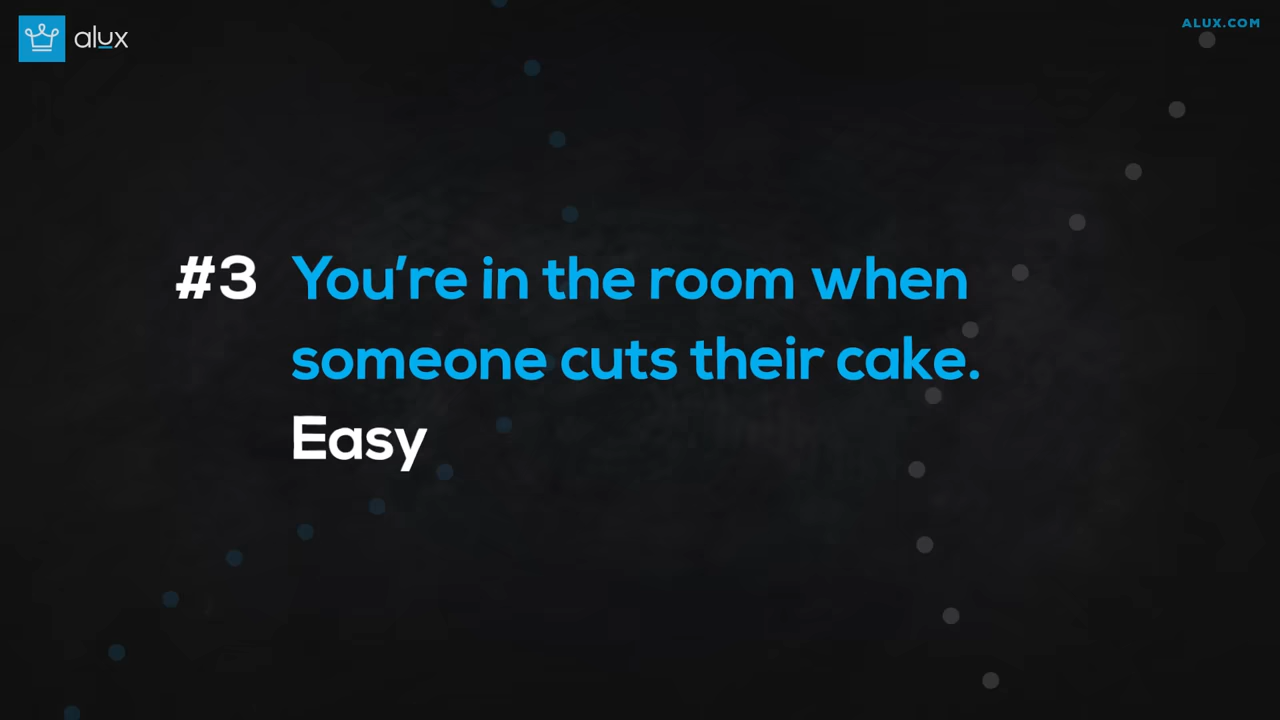 alux
ALUX.COM
#3 You’re in the room when
someone cuts their cake.
Easy